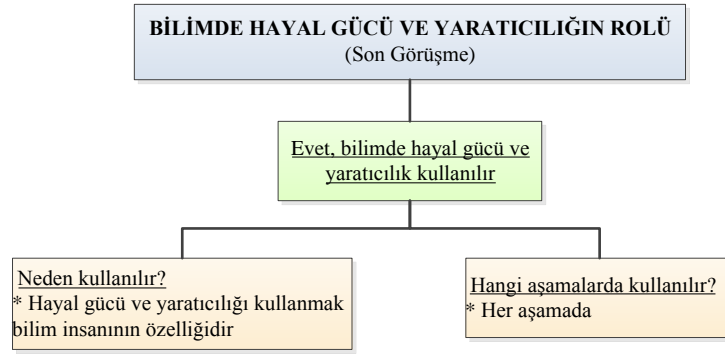 BİLİMDE HAYAL GÜCÜ VE YARATICILIĞIN ROLÜ
(Son Görüşme)
Evet, bilimde hayal gücü ve
yaratıcılık kullanılır
Neden kullanılır?
* Hayal gücü ve yaratıcılığı kullanmak
bilim insanının özelliğidir
Hangi aşamalarda kullanılır?
* Her aşamada